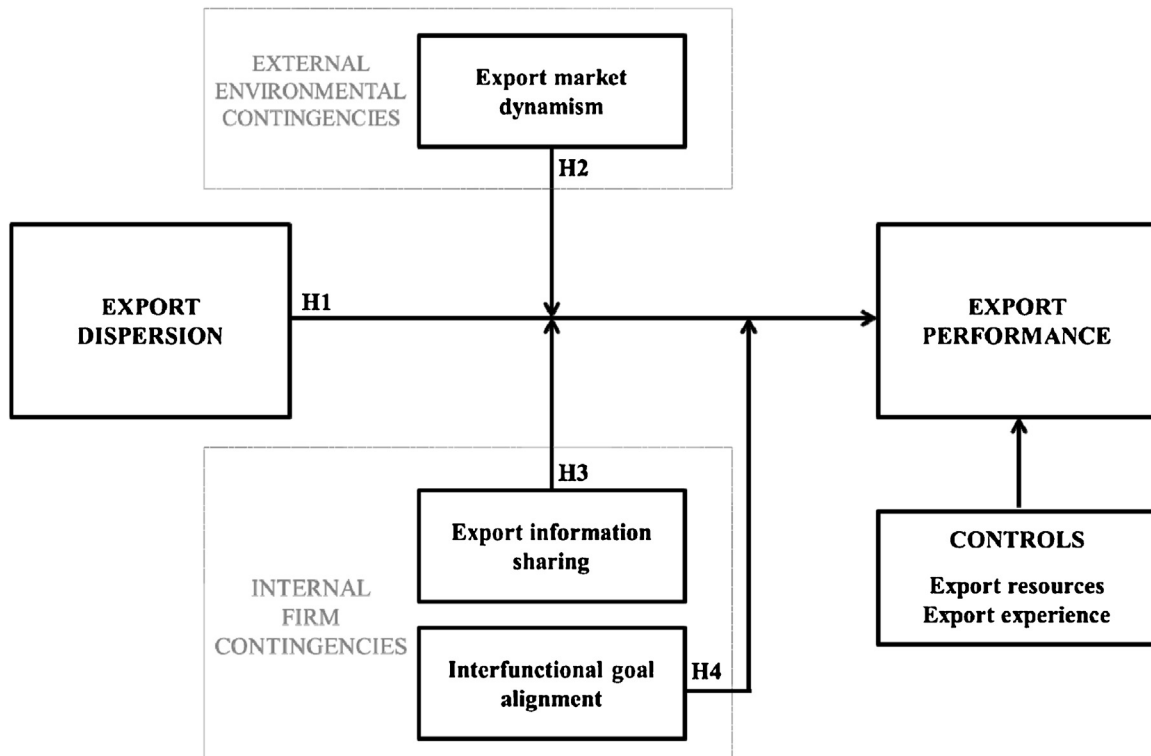 EXTERNAL
ENVIRONMENTAL
CONTINGENCIES
Export market
dynamism
H2
EXPORT
DISPERSION
H1
EXPORT
PERFORMANCE
H3
Export information
sharing
INTERNAL
FIRM
CONTINGENCIES
Interfunctional goal
alignment
H4
CONTROLS
Export resources
Export experience